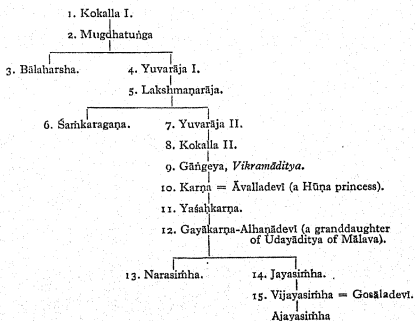 1. Kokalla I.
2. Mugdhatuṅga
3. Bālaharsha. 4. Yuvarāja I.
5. Lakshmaṇarāja.
6. Śaṁkaragaṇa. 7. Yuvarāja II.
8. Kokalla II.
9. Gāṅgeya, Vikramāditya.
10. Karṇa = Āvalladevī (a Hūṇa princess).
11. Yaśaḥkarṇa.
12. Gayākarṇa-Alhaṇādevī (a granddaughter
of Udayāditya of Mālava).
13. Narasiṁha. 14. Jayasiṁha.
15. Vijayasiṁha = Gosāladevī.
Ajayasiṁha